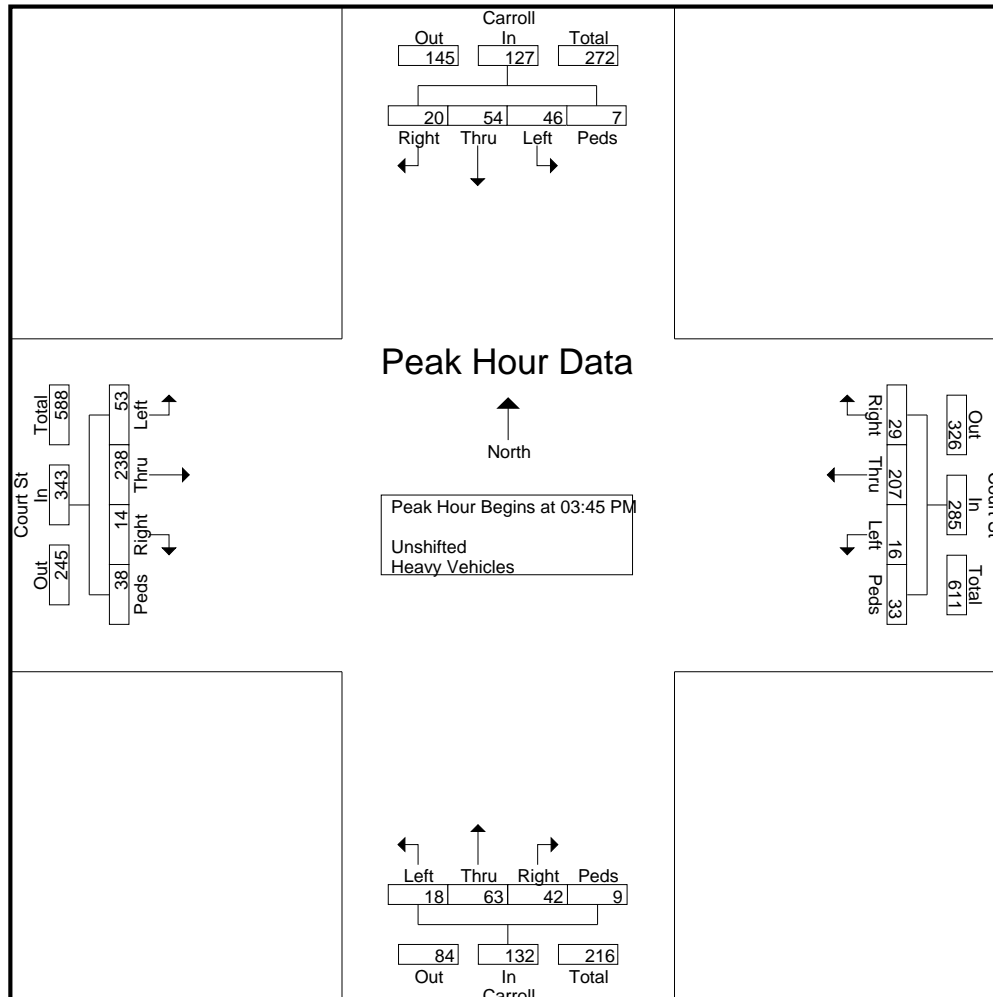 Carroll
Out In Total
145 127 272
20 54 46 7
Right Thru Left Peds
Peak Hour Data
North
Peak Hour Begins at 03:45 PM
Unshifted
Heavy Vehicles
Court St
Total In Out
588 343 245
53 238 14 38
Left Thru Right Peds
Right Thru Left Peds
29 207 16 33
326 285 611
Out In Total
Court St
Left Thru Right Peds
18 63 42 9
84 132 216
Out In Total
Carroll